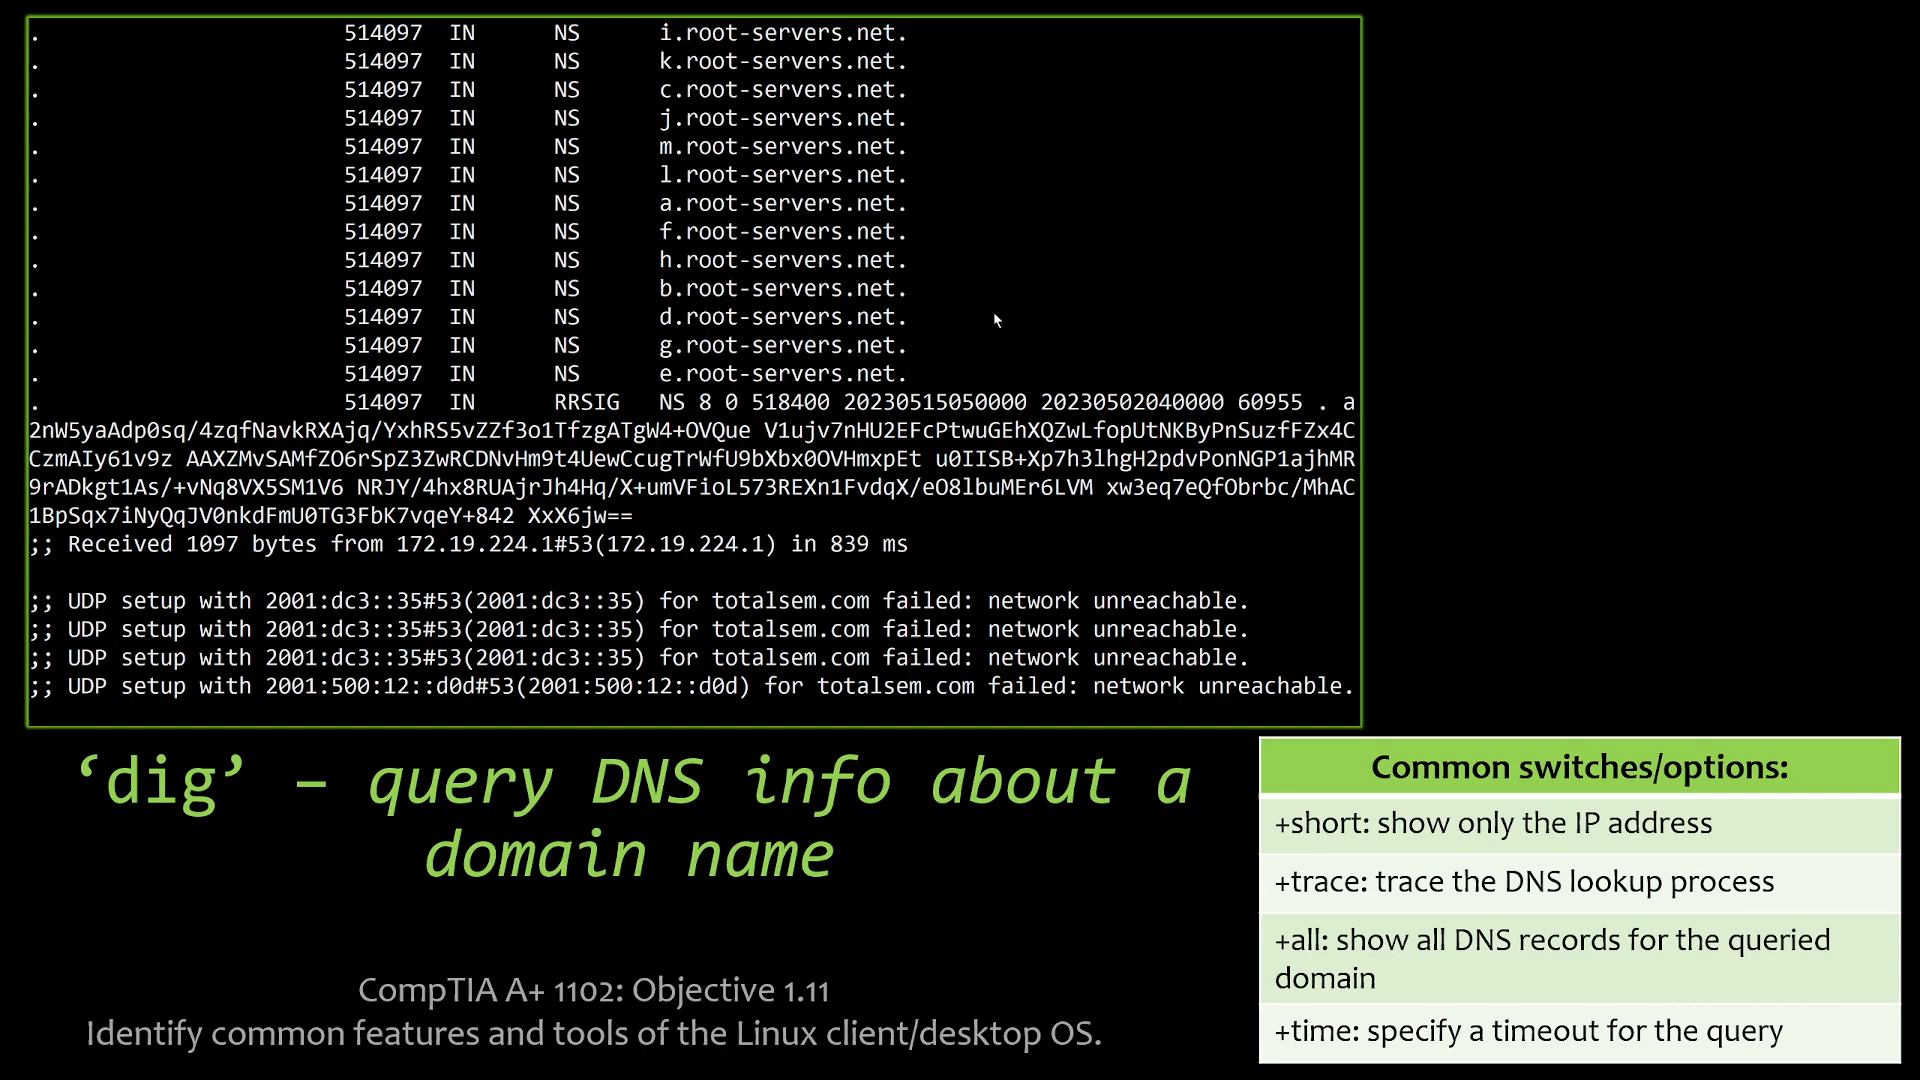 . 514097 IN NS i.root-servers.net.
. 514097 IN NS k.root-servers.net.
. 514097 IN NS c.root-servers.net.
. 514097 IN NS j.root-servers.net.
. 514097 IN NS m.root-servers.net.
. 514097 IN NS l.root-servers.net.
. 514097 IN NS a.root-servers.net.
. 514097 IN NS f.root-servers.net.
. 514097 IN NS h.root-servers.net.
. 514097 IN NS b.root-servers.net.
. 514097 IN NS d.root-servers.net.
. 514097 IN NS g.root-servers.net.
. 514097 IN NS e.root-servers.net.
. 514097 IN RRSIG NS 8 0 518400 20230515050000 20230502040000 60955 . a
2nW5yaAdp0sq/4zqfNavkRXAjq/YxhRS5vZZf3o1TfzgATgW4+OVQue V1ujv7nHU2EFcPtwuGEhXQZwLfopUtNKByPnSuzfFZx4C
CzmAIy61v9z AAXZMvSAMfZO6rSpZ3ZwRCDNvHm9t4UewCcugTrWfU9bXbx0OVHmxpEt u0IISB+Xp7h3lhgH2pdvPonNGP1ajhMR
9rADkgt1As/+vNq8VX5SM1V6 NRJY/4hx8RUAjrJh4Hq/X+umVFioL573REXn1FvdqX/eO8lbuMEr6LVM xw3eq7eQfObrbc/MhAC
1BpSqx7iNyQqJV0nkdFmU0TG3FbK7vqeY+842 XxX6jw==
;; Received 1097 bytes from 172.19.224.1#53(172.19.224.1) in 839 ms
;; UDP setup with 2001:dc3::35#53(2001:dc3::35) for totalsem.com failed: network unreachable.
;; UDP setup with 2001:dc3::35#53(2001:dc3::35) for totalsem.com failed: network unreachable.
;; UDP setup with 2001:dc3::35#53(2001:dc3::35) for totalsem.com failed: network unreachable.
;; UDP setup with 2001:500:12::d0d#53(2001:500:12::d0d) for totalsem.com failed: network unreachable.
‘dig’ – query DNS info about a
domain name
CompTIA A+ 1102: Objective 1.11
Identify common features and tools of the Linux client/desktop OS.
Common switches/options:
+short: show only the IP address
+trace: trace the DNS lookup process
+all: show all DNS records for the queried
domain
+time: specify a timeout for the query